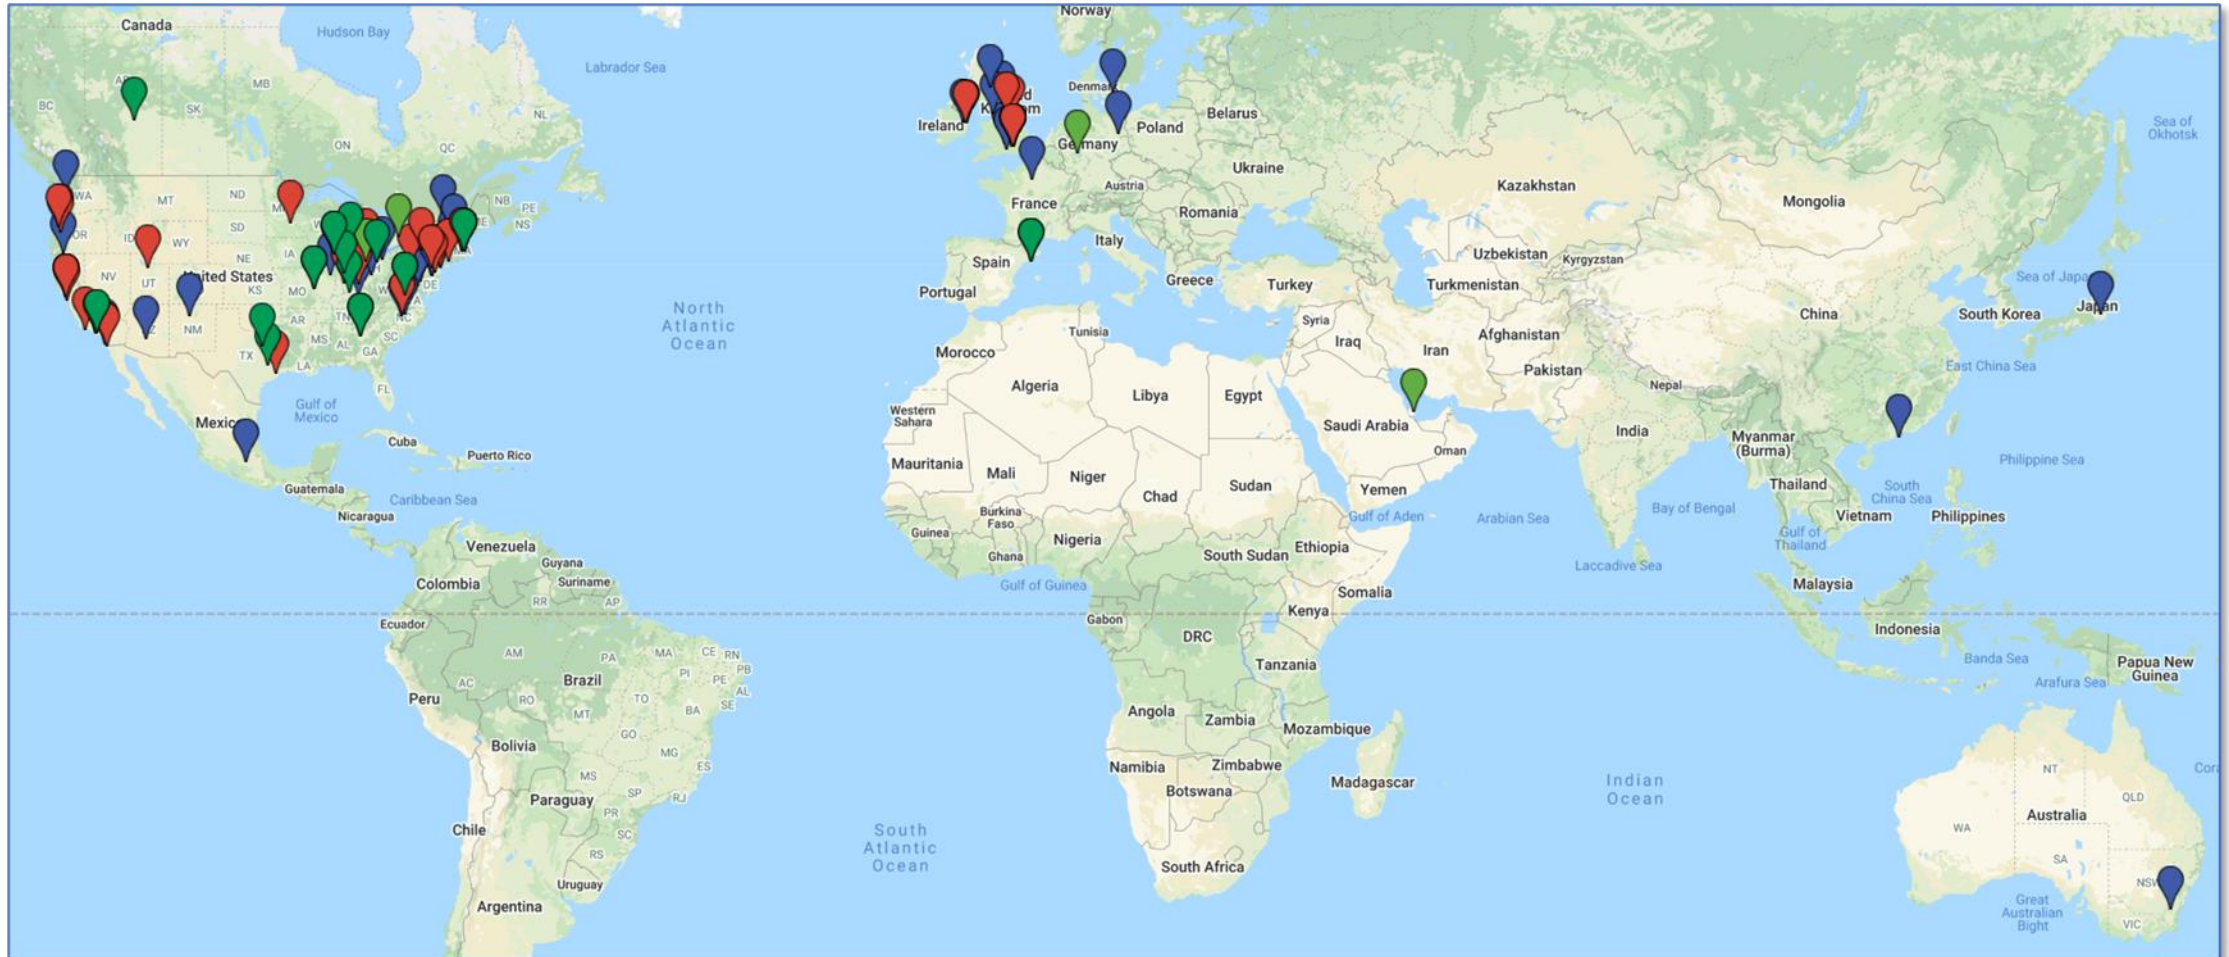 Norway
Canada
Hudson Bay
Labrador Sea
MB
BC
SK
NL
Denmar
Ireland
Belarus
Poland
Sea of
Okhotsk
ON
QC
Germany
Ukraine
Austria
Kazakhstan
WA
MT
ND
NB
PE
NS
France
Mongolia
Romania
OR
ID
WY
SD
Italy
NE
IA
Spain
Uzbekistan
Kyrgyzstan
NV
UT
United States
KS
MO
DE
Greece
Turkey
Turkmenistan
Sea of Japa
Portugal
North
Atlantic
Ocean
NM
AR
TN
NC
Syria
Tunisia
Afghanistan
China
South Korea
Japan
MS
AL
SC
GA
TX
LA
Morocco
Iraq
Iran
Pakistan
East China Sea
FL
Algeria
Libya
Egypt
Nepal
Gulf of
Mexico
Western
Sahara
Saudi Arabia
India
Mexic
Cuba
Puerto Rico
Oman
Myanmar
(Burma)
Philippine Sea
Mauritania
Mali
Niger
Chad
Sudan
Yemen
Thailand
South
China Sea
Guatemala
Caribbean Sea
Nicaragua
Burkina
Faso
Gulf of Aden
Arabian Sea
Bay of Bengal
Vietnam
Philippines
Guinea
Nigeria
Gulf of
Thailand
Venezuela
Ghana
South Sudan
Ethiopia
Guyana
Laccadive Sea
Colombia
Suriname
Gulf of Guinea
Malaysia
Somalia
RR
AP
Kenya
Gabon
Ecuador
DRC
Indonesia
AM
PA
MA
CE
RN
PB
Tanzania
Banda Sea
Papua New
Guinea
AC
Brazil
PI
PE
AL
Arafura Sea
Peru
RO
TO
SE
BA
Angola
Zambia
MT
Mozambique
GO
Bolivia
MG
Namibia
Zimbabwe
ES
Cor
NT
MS
Botswana
Madagascar
Indian
Ocean
SP
RJ
QLD
Paraguay
PR
Australia
Chile
SC
WA
South
Atlantic
Ocean
RS
SA
South Africa
Uruguay
NSW
Argentina
Great
Australian
Bight
VIC